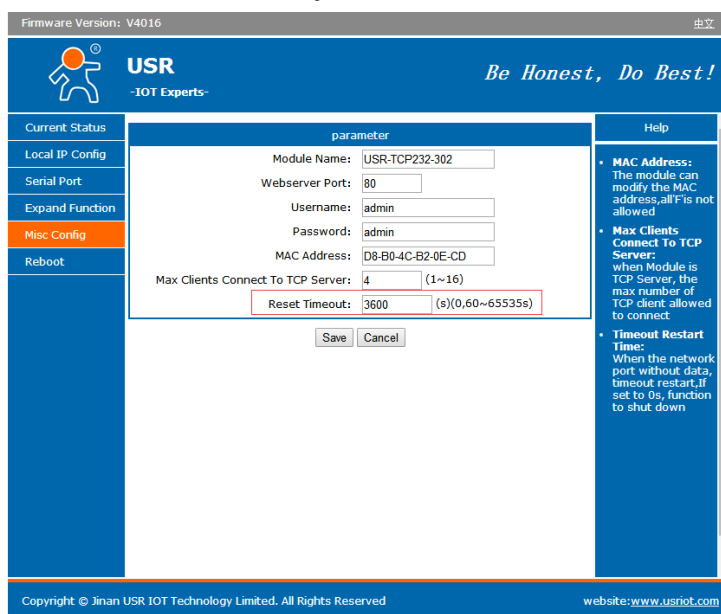 Firmware Version: V4016
中文
®
USR
-IOT Experts-
Be Honest, Do Best!
Current Status
Local IP Config
Serial Port
Expand Function
Misc Config
Reboot
parameter
Module Name: USR-TCP232-302
Webserver Port: 80
Username: admin
Password: admin
MAC Address: D8-B0-4C-B2-0E-CD
Max Clients Connect To TCP Server: 4 (1~16)
Reset Timeout: 3600 (s)(0,60~65535s)
Save Cancel
Help
• MAC Address:
The module can
modify the MAC
address,all'F'is not
allowed
• Max Clients
Connect To TCP
Server:
when Module is
TCP Server, the
max number of
TCP client allowed
to connect
• Timeout Restart
Time:
When the network
port without data,
timeout restart,If
set to 0s, function
to shut down
Copyright © Jinan USR IOT Technology Limited. All Rights Reserved
website:www.usriot.com